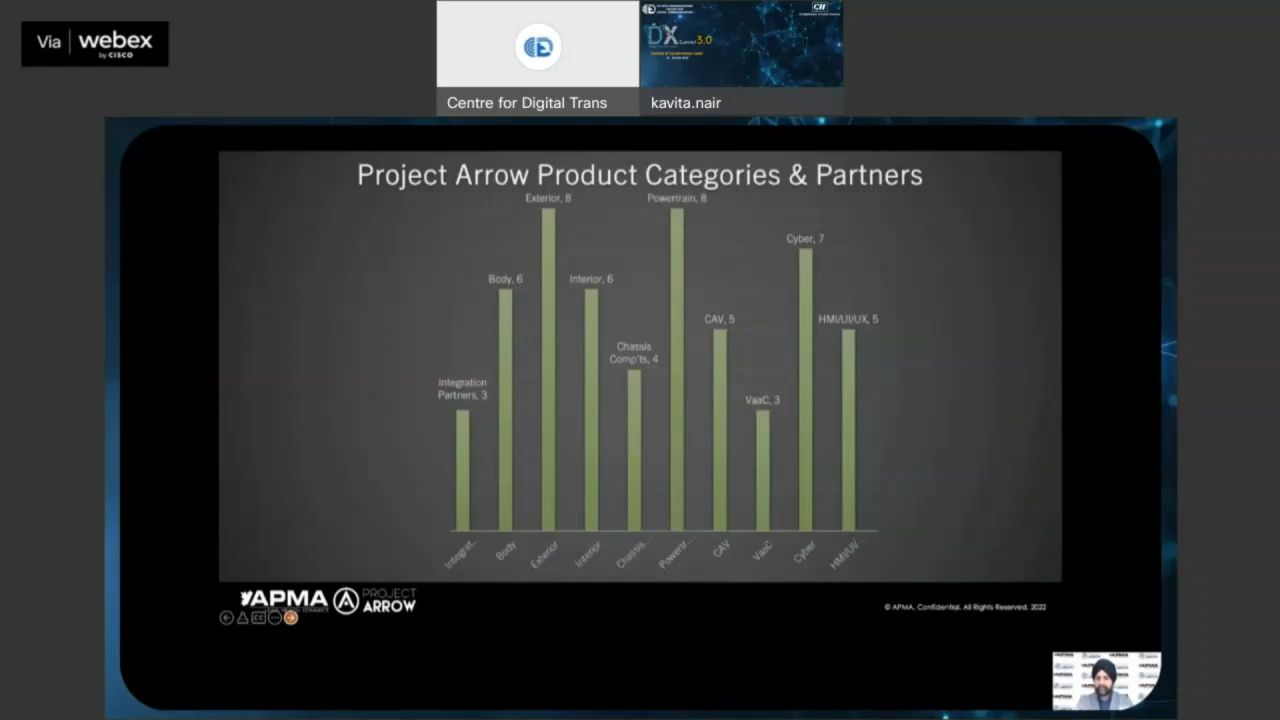 Via webex
by CISCO
CII
DX Summit 3.0
Centre for Digital Trans
kavita.nair
Project Arrow Product Categories & Partners
Exterior, 8
Powertrain, 8
Cyber, 7
Body, 6
Interior, 6
CAV, 5
HMI/UI/UX, 5
Chassis
Comp'ts, 4
Integration
Partners, 3
VaaC, 3
Integrat...
Body
Exterior
Interior
Chassis...
Powertr...
CAV
VaaC
Cyber
HMI/UI/...
APMA
PROJECT
ARROW
© APMA. Confidential. All Rights Reserved. 2022
CC